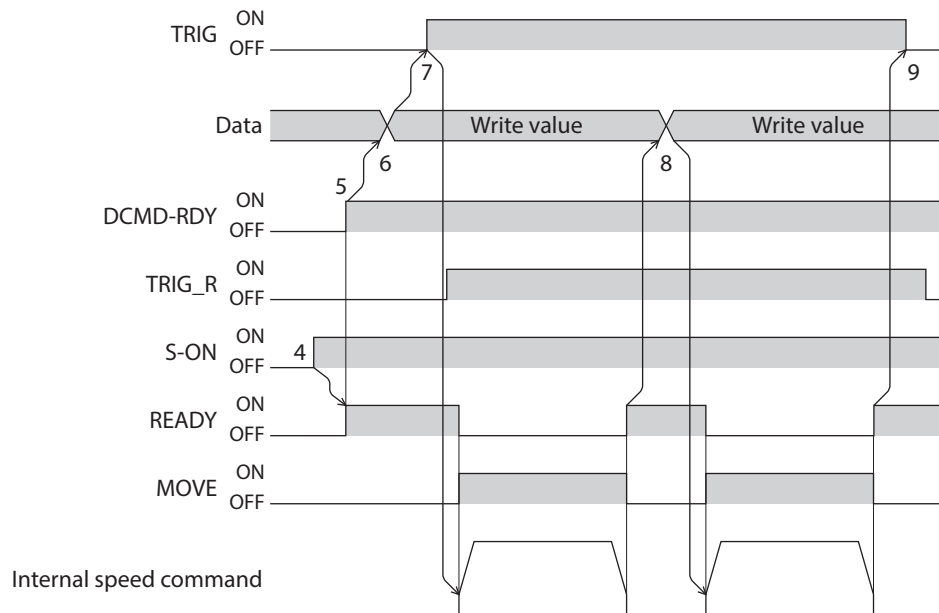 ON
TRIG
OFF
7
9
Data
Write value
Write value
6
8
5
ON
DCMD-RDY
OFF
ON
TRIG_R
OFF
ON
S-ON
4
OFF
ON
READY
OFF
ON
MOVE
OFF
Internal speed command